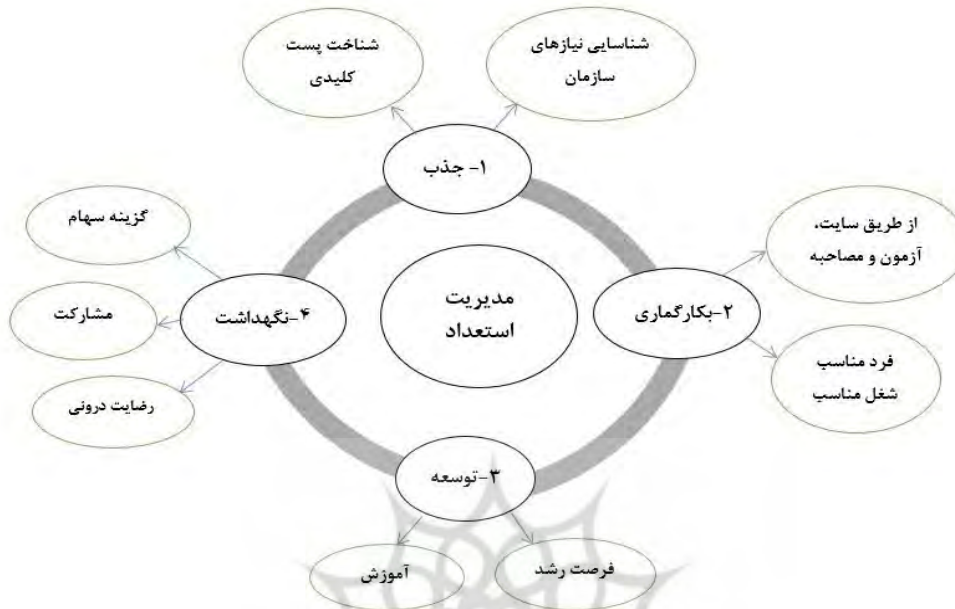 شناسایی نیازهای
سازمان
شناخت پست
کلیدی
۱- جذب
از طریق سایت،
آزمون و مصاحبه
گزینه سهام
مدیریت
استعداد
۲-بکارگماری
۴-نگهداشت
مشارکت
فرد مناسب
شغل مناسب
رضایت درونی
۳-توسعه
فرصت رشد
آموزش